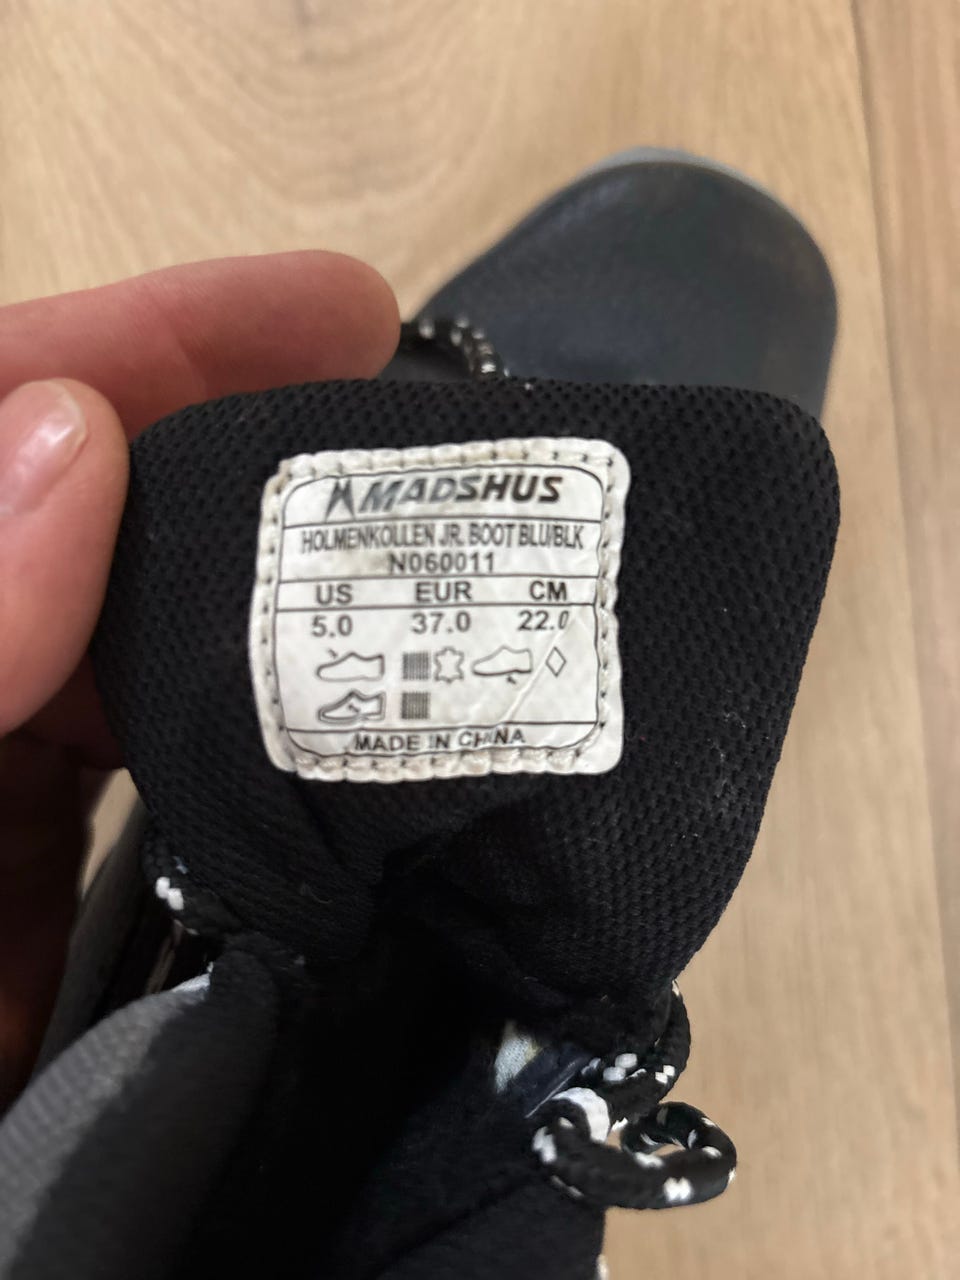 MADSHUS
HOLMENKOLLEN JR. BOOT BLU/BLK
N060011
US EUR CM
5.0 37.0 22.0
MADE IN CHINA